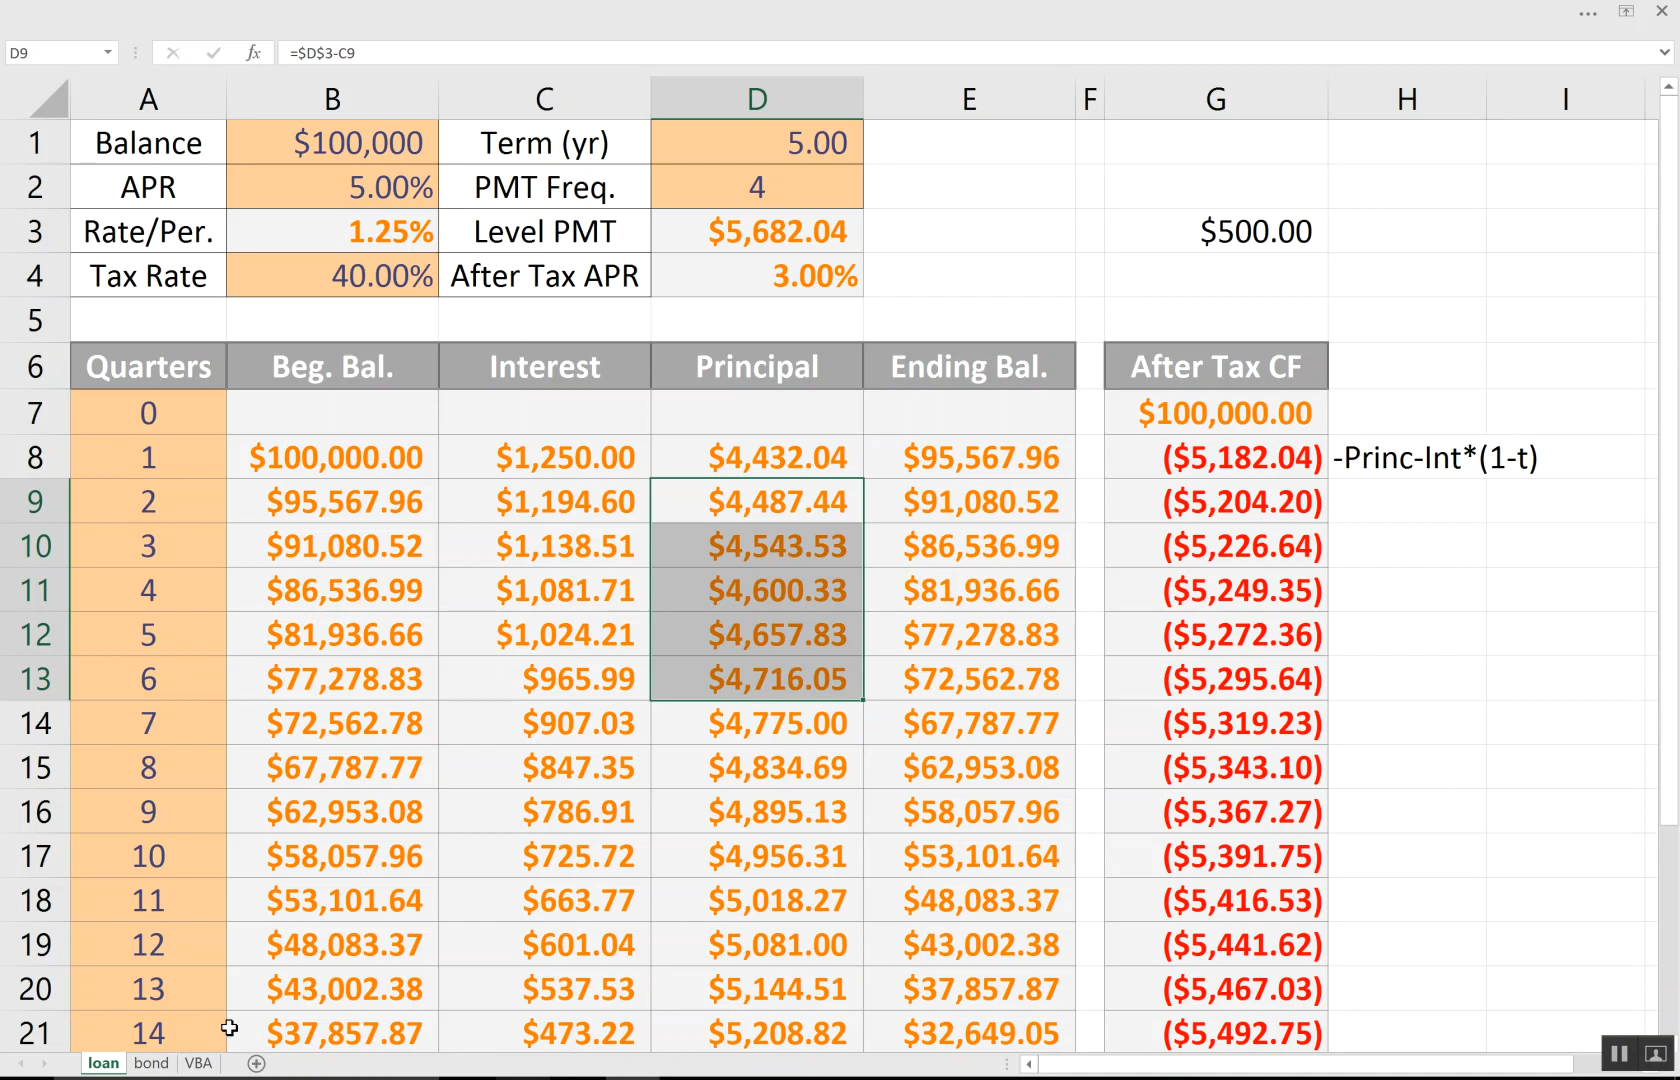 D9 fx =$D$3-C9
A B C D E F G H I
1 Balance $100,000 Term (yr) 5.00
2 APR 5.00% PMT Freq. 4
3 Rate/Per. 1.25% Level PMT $5,682.04 $500.00
4 Tax Rate 40.00% After Tax APR 3.00%
5
6 Quarters Beg. Bal. Interest Principal Ending Bal. After Tax CF
7 0 $100,000.00
8 1 $100,000.00 $1,250.00 $4,432.04 $95,567.96 ($5,182.04) -Princ-Int*(1-t)
9 2 $95,567.96 $1,194.60 $4,487.44 $91,080.52 ($5,204.20)
10 3 $91,080.52 $1,138.51 $4,543.53 $86,536.99 ($5,226.64)
11 4 $86,536.99 $1,081.71 $4,600.33 $81,936.66 ($5,249.35)
12 5 $81,936.66 $1,024.21 $4,657.83 $77,278.83 ($5,272.36)
13 6 $77,278.83 $965.99 $4,716.05 $72,562.78 ($5,295.64)
14 7 $72,562.78 $907.03 $4,775.00 $67,787.77 ($5,319.23)
15 8 $67,787.77 $847.35 $4,834.69 $62,953.08 ($5,343.10)
16 9 $62,953.08 $786.91 $4,895.13 $58,057.96 ($5,367.27)
17 10 $58,057.96 $725.72 $4,956.31 $53,101.64 ($5,391.75)
18 11 $53,101.64 $663.77 $5,018.27 $48,083.37 ($5,416.53)
19 12 $48,083.37 $601.04 $5,081.00 $43,002.38 ($5,441.62)
20 13 $43,002.38 $537.53 $5,144.51 $37,857.87 ($5,467.03)
21 14 $37,857.87 $473.22 $5,208.82 $32,649.05 ($5,492.75)
loan bond VBA